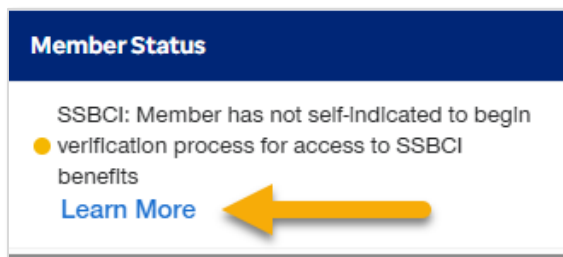 Member Status
SSBCI: Member has not self-indicated to begin
verification process for access to SSBCI
benefits
Learn More